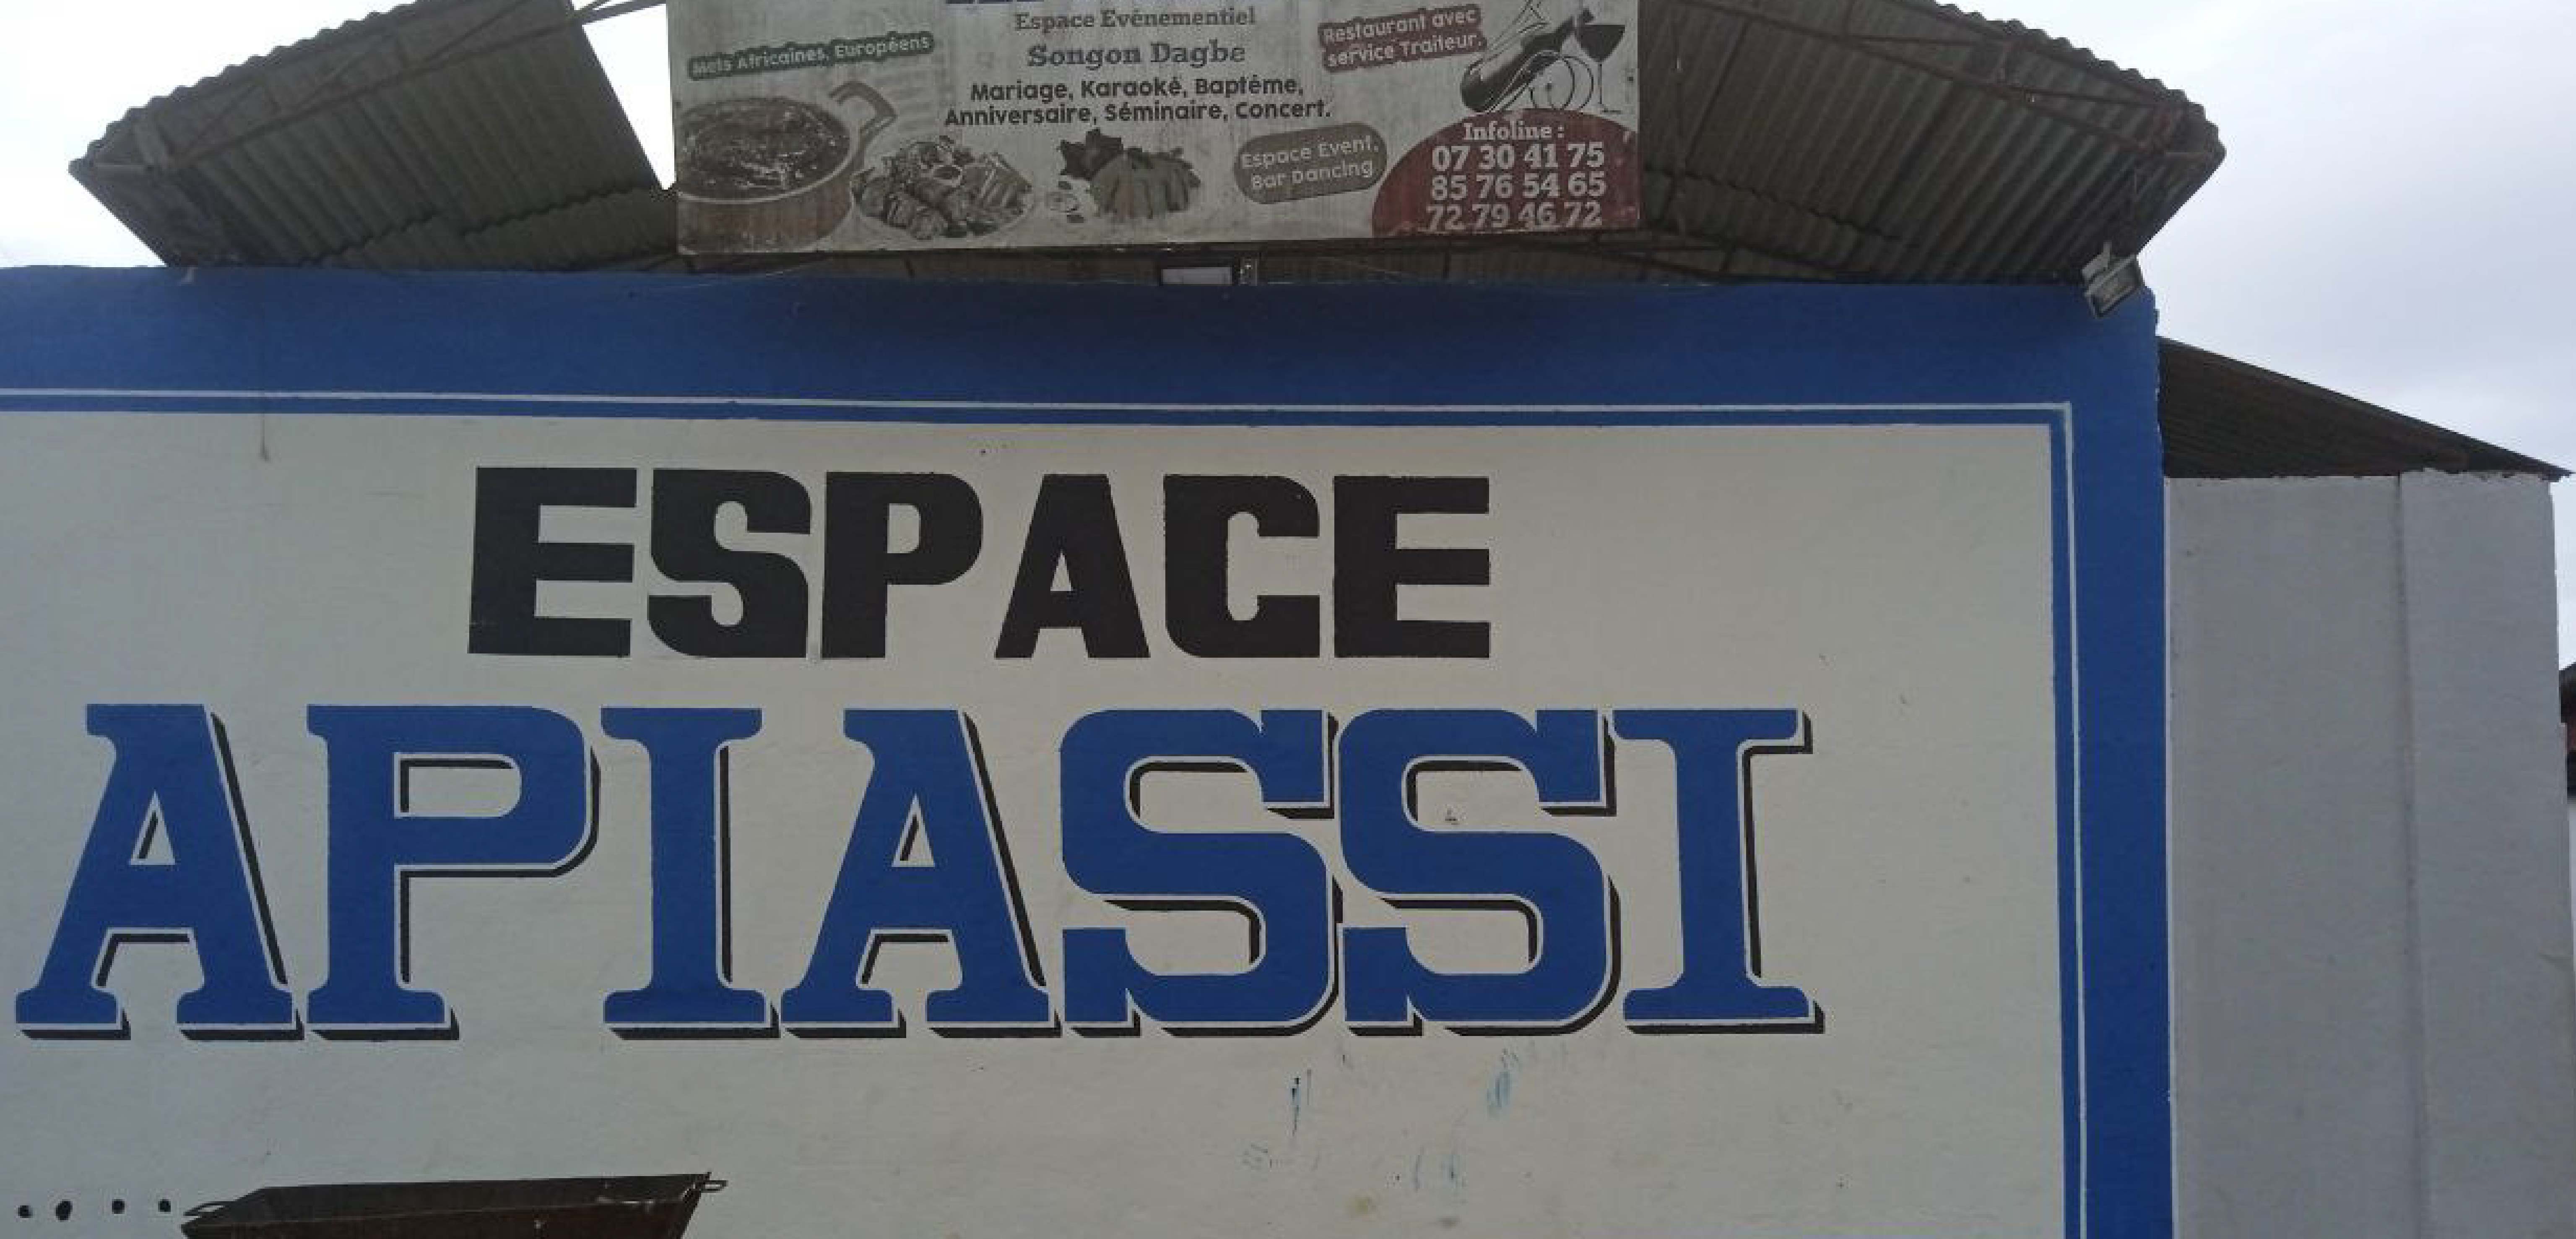 Espace Evénementiel
Songon Dagbe
Mariage, Karaoké, Baptême,
Anniversaire, Séminaire, Concert.
Mets Africaines, Européens
Restaurant avec
service Traiteur.
Espace Event.
Bar Dancing
Infoline :
07 30 41 75
85 76 54 65
72 79 46 72
ESPACE
APIASSI